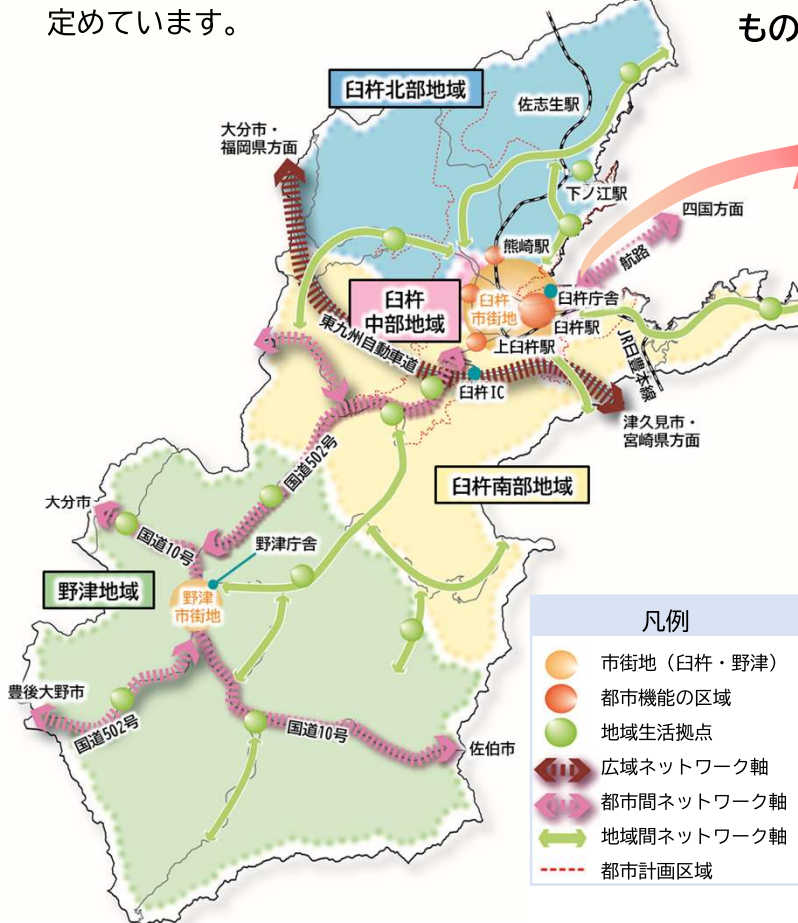 定めています。
もの
臼杵北部地域
佐志生駅
大分市・
福岡県方面
下ノ江駅
四国方面
航路
熊崎駅
臼杵
中部地域
臼杵
市街地
臼杵庁舎
臼杵駅
上臼杵駅
東九州自動車道
JR日豊本線
臼杵IC
津久見市・
宮崎県方面
国道502号
臼杵南部地域
大分市
国道10号
野津庁舎
野津地域
野津
市街地
豊後大野市
国道502号
国道10号
佐伯市
凡例
市街地（臼杵・野津）
都市機能の区域
地域生活拠点
広域ネットワーク軸
都市間ネットワーク軸
地域間ネットワーク軸
都市計画区域